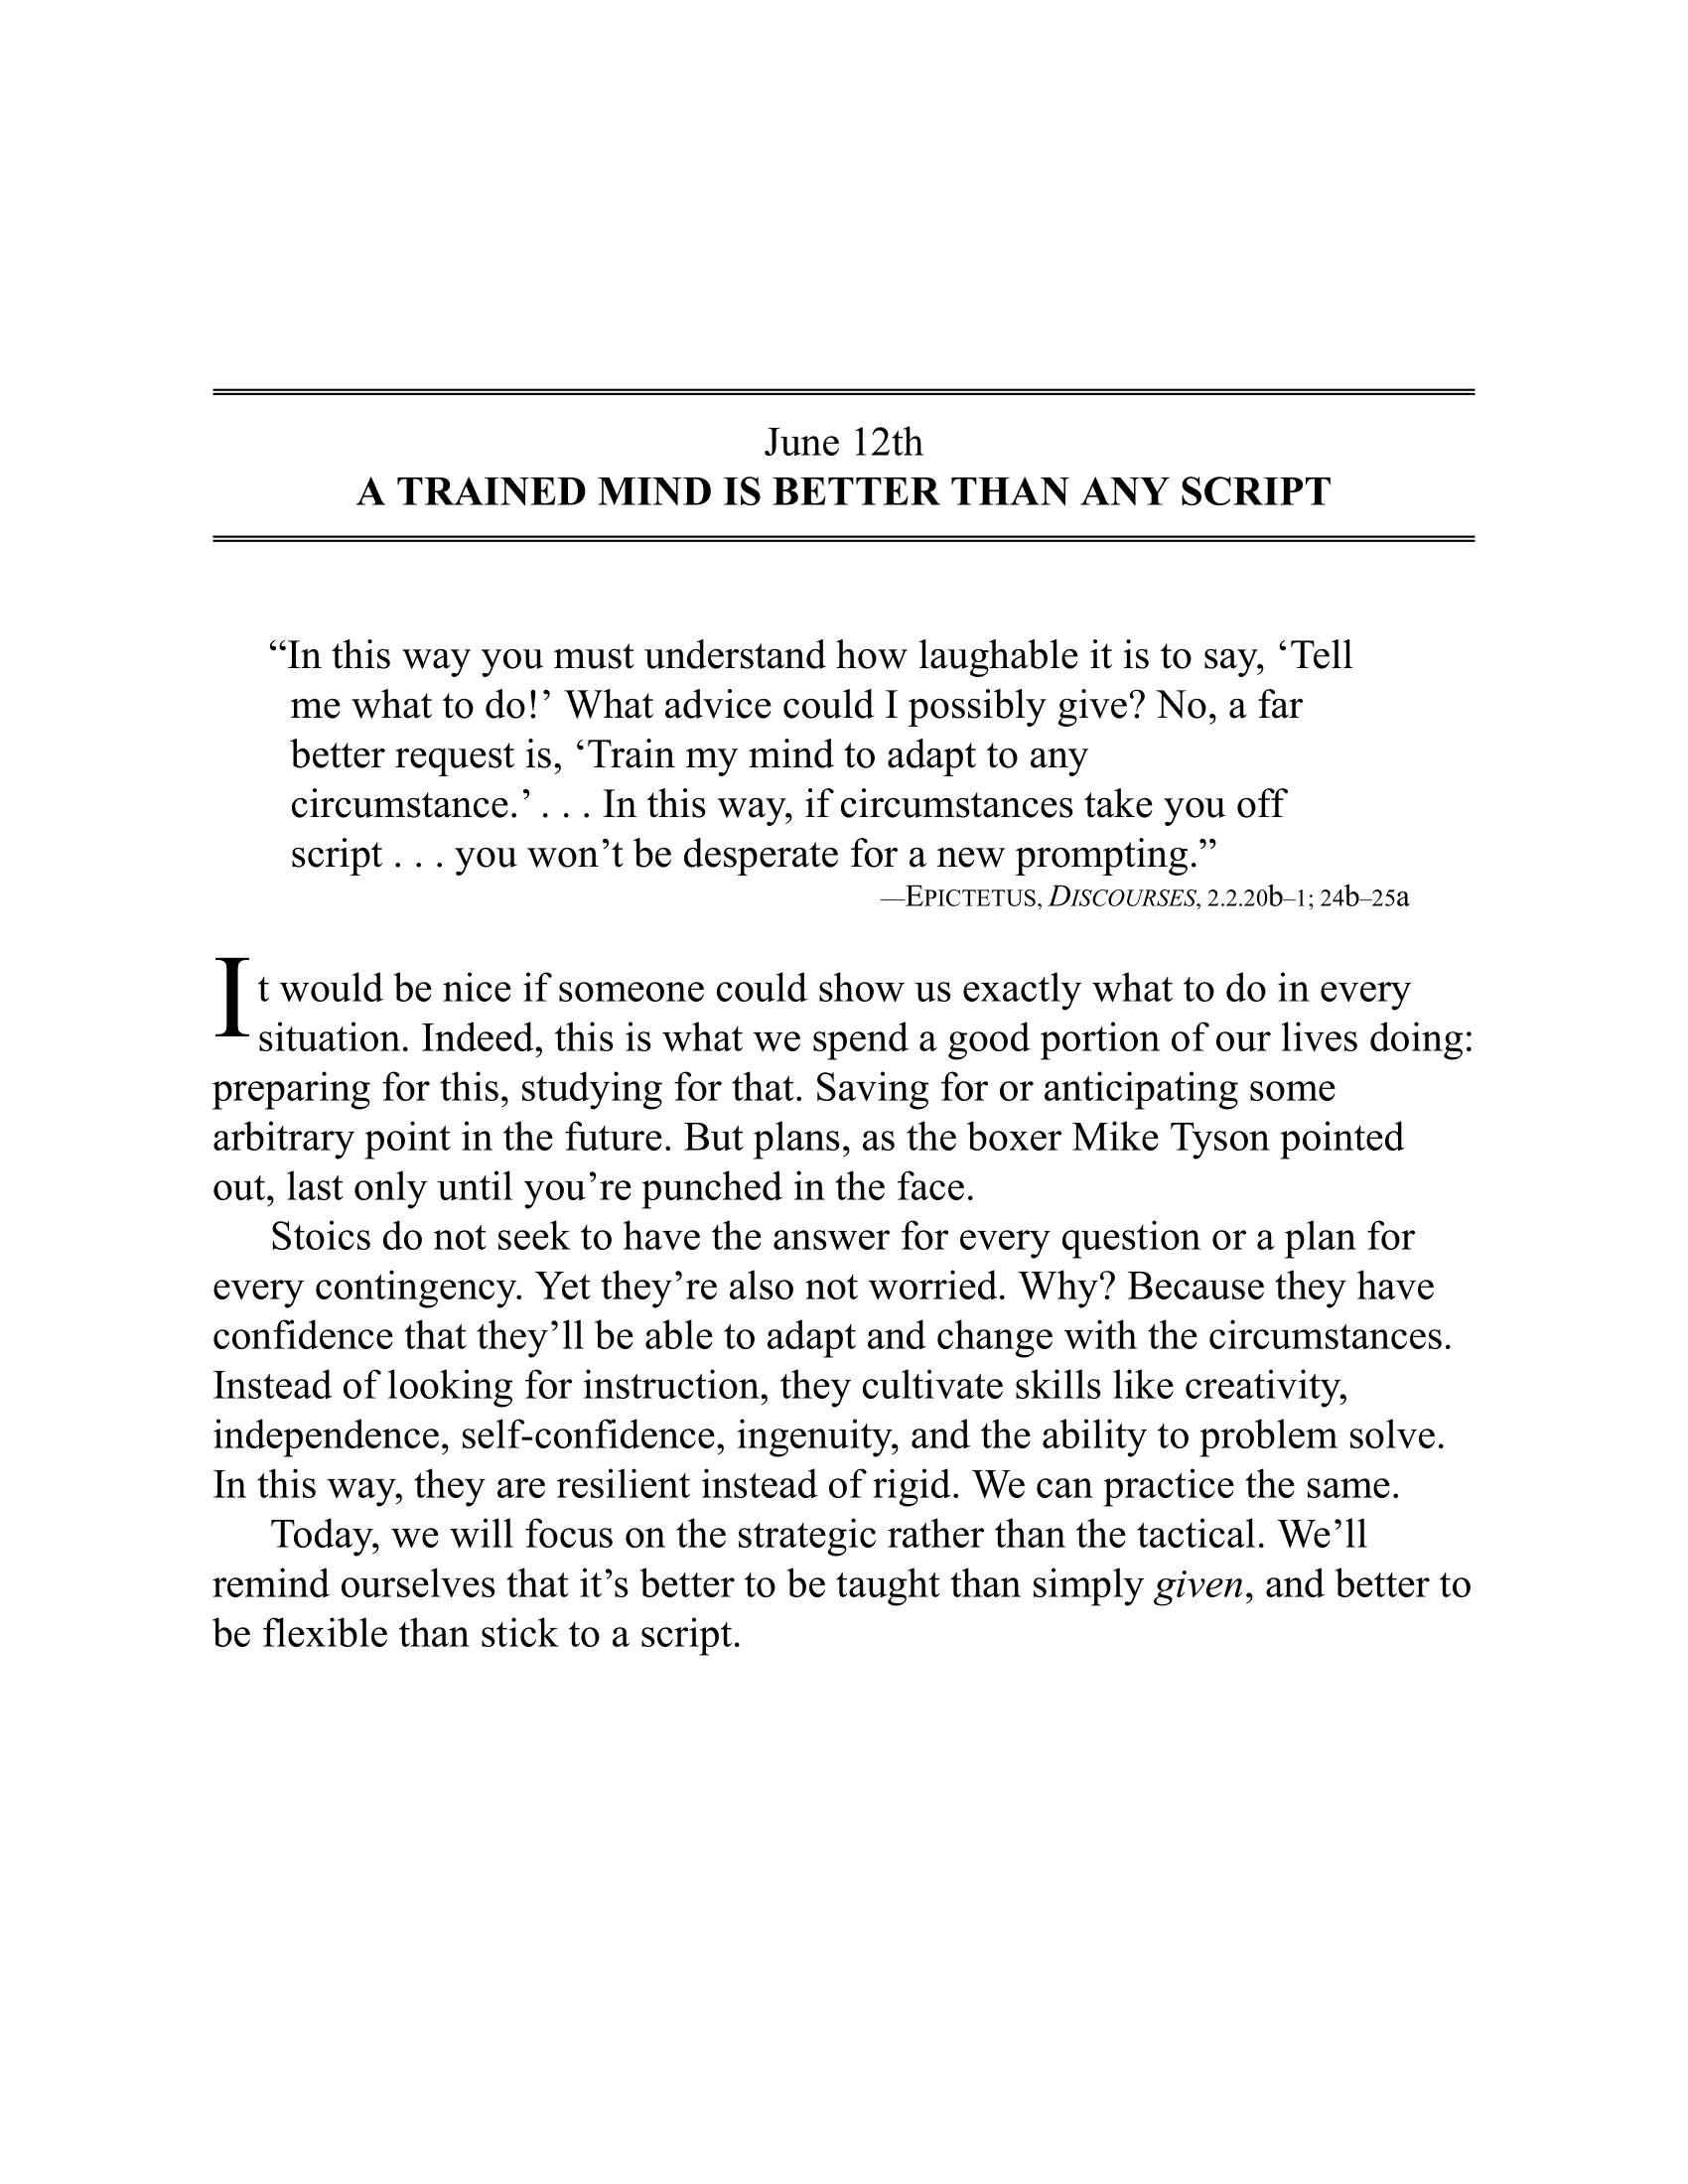 June 12th
A TRAINED MIND IS BETTER THAN ANY SCRIPT
“In this way you must understand how laughable it is to say, ‘Tell
me what to do!’ What advice could I possibly give? No, a far
better request is, ‘Train my mind to adapt to any
circumstance.’ . . . In this way, if circumstances take you off
script . . . you won’t be desperate for a new prompting.”
—EPICTETUS, DISCOURSES, 2.2.20b–1; 24b–25a
It would be nice if someone could show us exactly what to do in every
situation. Indeed, this is what we spend a good portion of our lives doing:
preparing for this, studying for that. Saving for or anticipating some
arbitrary point in the future. But plans, as the boxer Mike Tyson pointed
out, last only until you’re punched in the face.
Stoics do not seek to have the answer for every question or a plan for
every contingency. Yet they’re also not worried. Why? Because they have
confidence that they’ll be able to adapt and change with the circumstances.
Instead of looking for instruction, they cultivate skills like creativity,
independence, self-confidence, ingenuity, and the ability to problem solve.
In this way, they are resilient instead of rigid. We can practice the same.
Today, we will focus on the strategic rather than the tactical. We’ll
remind ourselves that it’s better to be taught than simply given, and better to
be flexible than stick to a script.